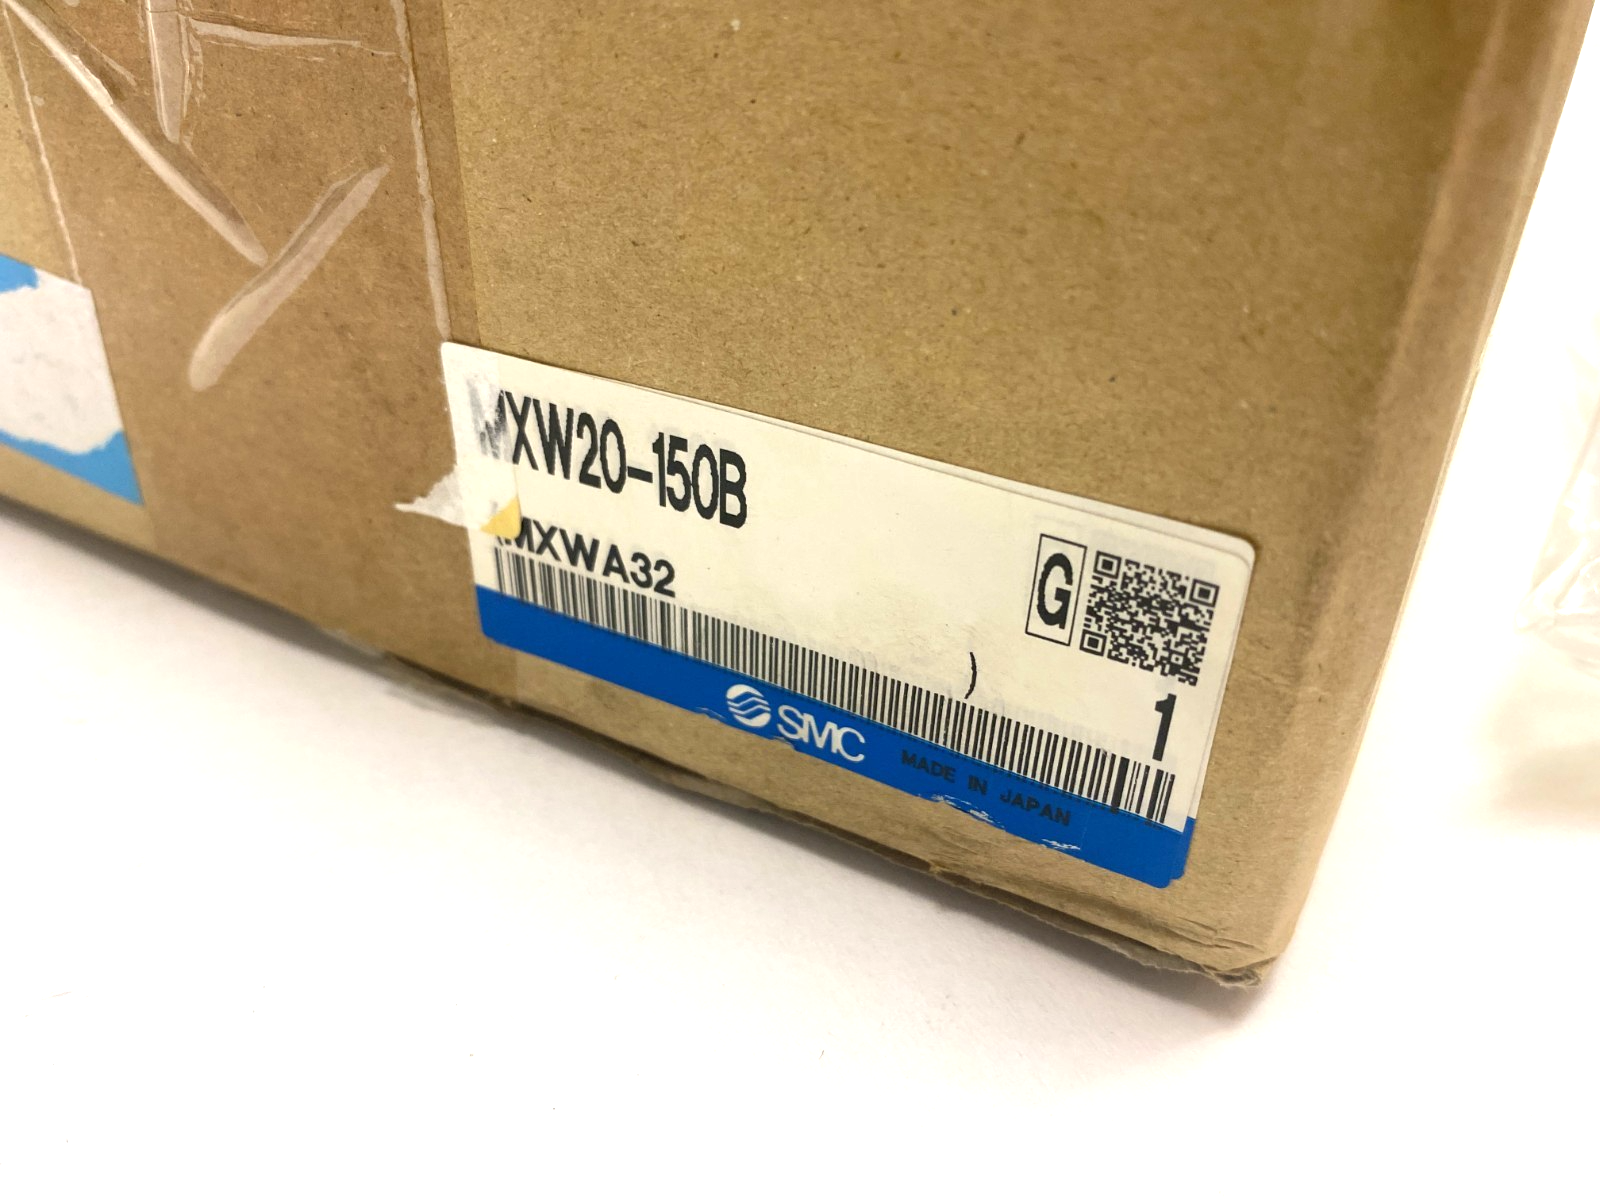 MXW20-150B
MXWA32
G
)
1
SMC
MADE IN JAPAN